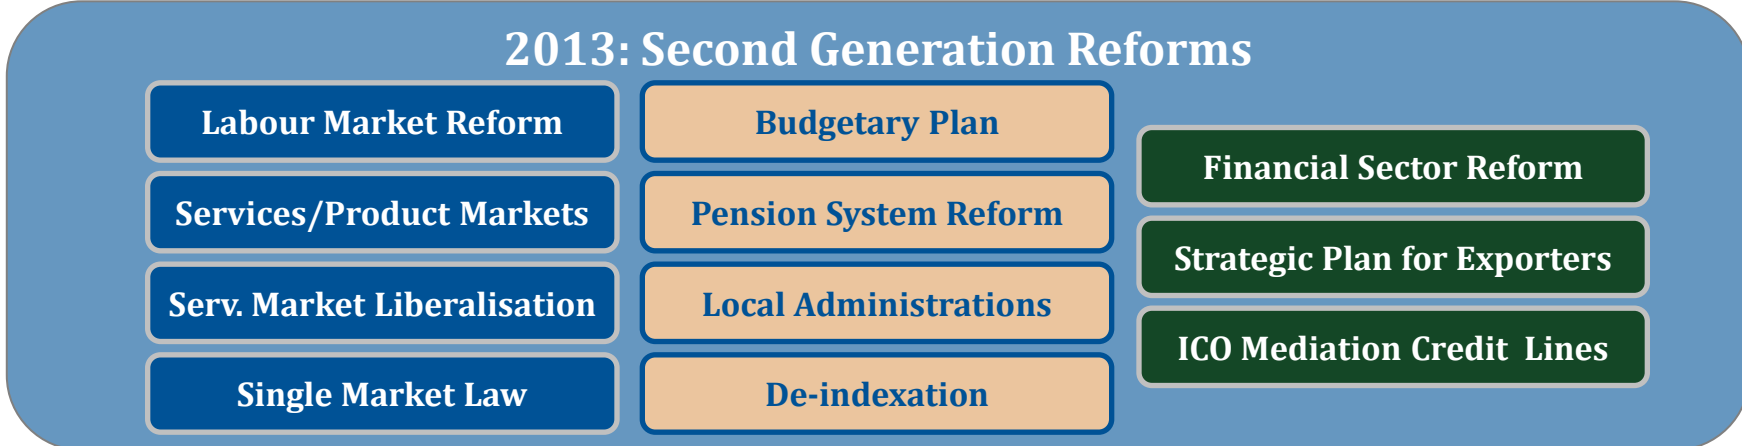 2013: Second Generation Reforms
Labour Market Reform
Services/Product Markets
Serv. Market Liberalisation
Single Market Law
Budgetary Plan
Pension System Reform
Local Administrations
De-indexation
Financial Sector Reform
Strategic Plan for Exporters
ICO Mediation Credit  Lines